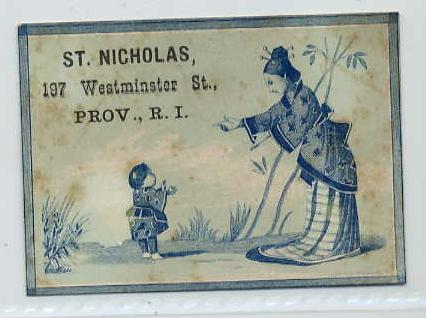 ST. NICHOLAS,
197 Westminster St.,
PROV., R. I.